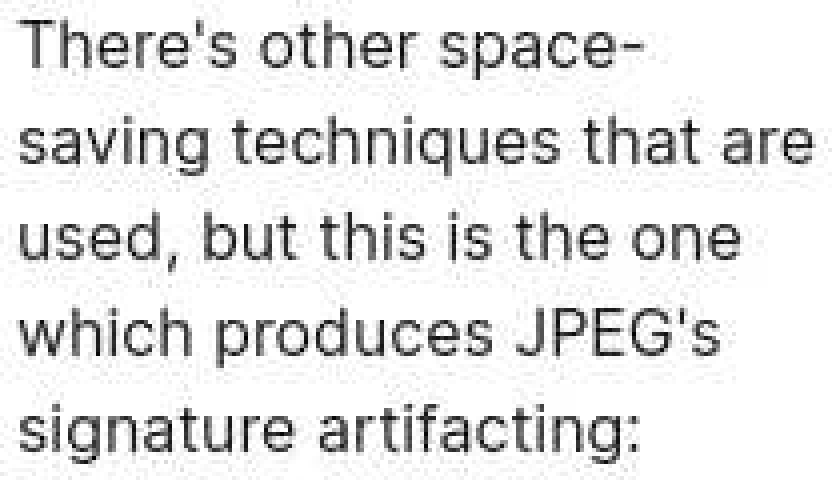 There's other space-
saving techniques that are
used, but this is the one
which produces JPEG's
signature artifacting: